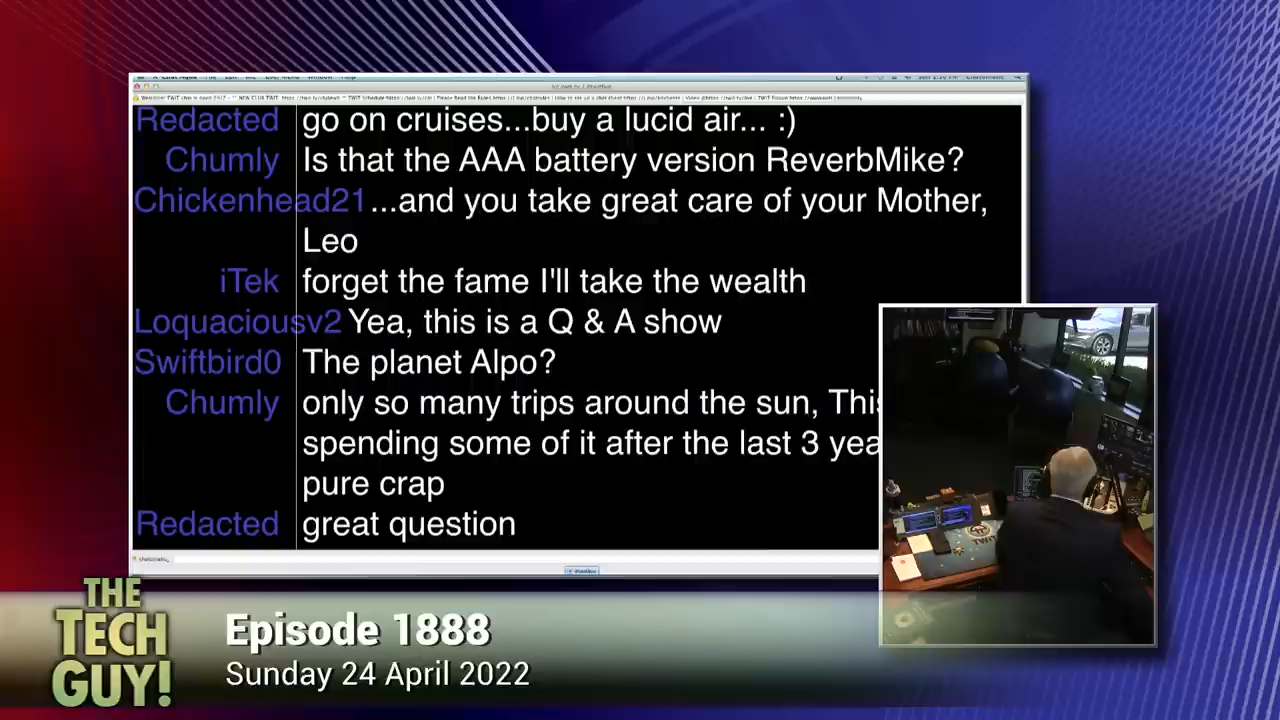 Redacted go on cruises...buy a lucid air... :)
Chumly Is that the AAA battery version ReverbMike?
Chickenhead21 ...and you take great care of your Mother,
Leo
iTek forget the fame I'll take the wealth
Loquaciousv2 Yea, this is a Q & A show
Swiftbird0 The planet Alpo?
Chumly only so many trips around the sun,
spending some of it after the last 3
pure crap
Redacted great question
THE
TECH
GUY!
Episode 1888
Sunday 24 April 2022